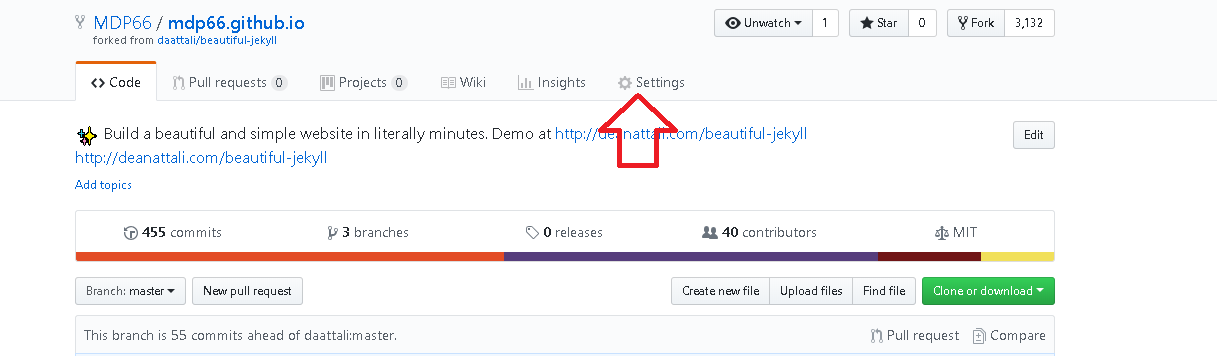 MDP66 / mdp66.github.io
Unwatch 1 Star 0 Fork 3,132
forked from daattali/beautiful-jekyll
Code Pull requests 0 Projects 0 Wiki Insights Settings
Build a beautiful and simple website in literally minutes. Demo at http://deanattali.com/beautiful-jekyll
Edit
http://deanattali.com/beautiful-jekyll
Add topics
455 commits 3 branches 0 releases 40 contributors MIT
Branch: master New pull request Create new file Upload files Find file Clone or download
This branch is 55 commits ahead of daattali:master. Pull request Compare